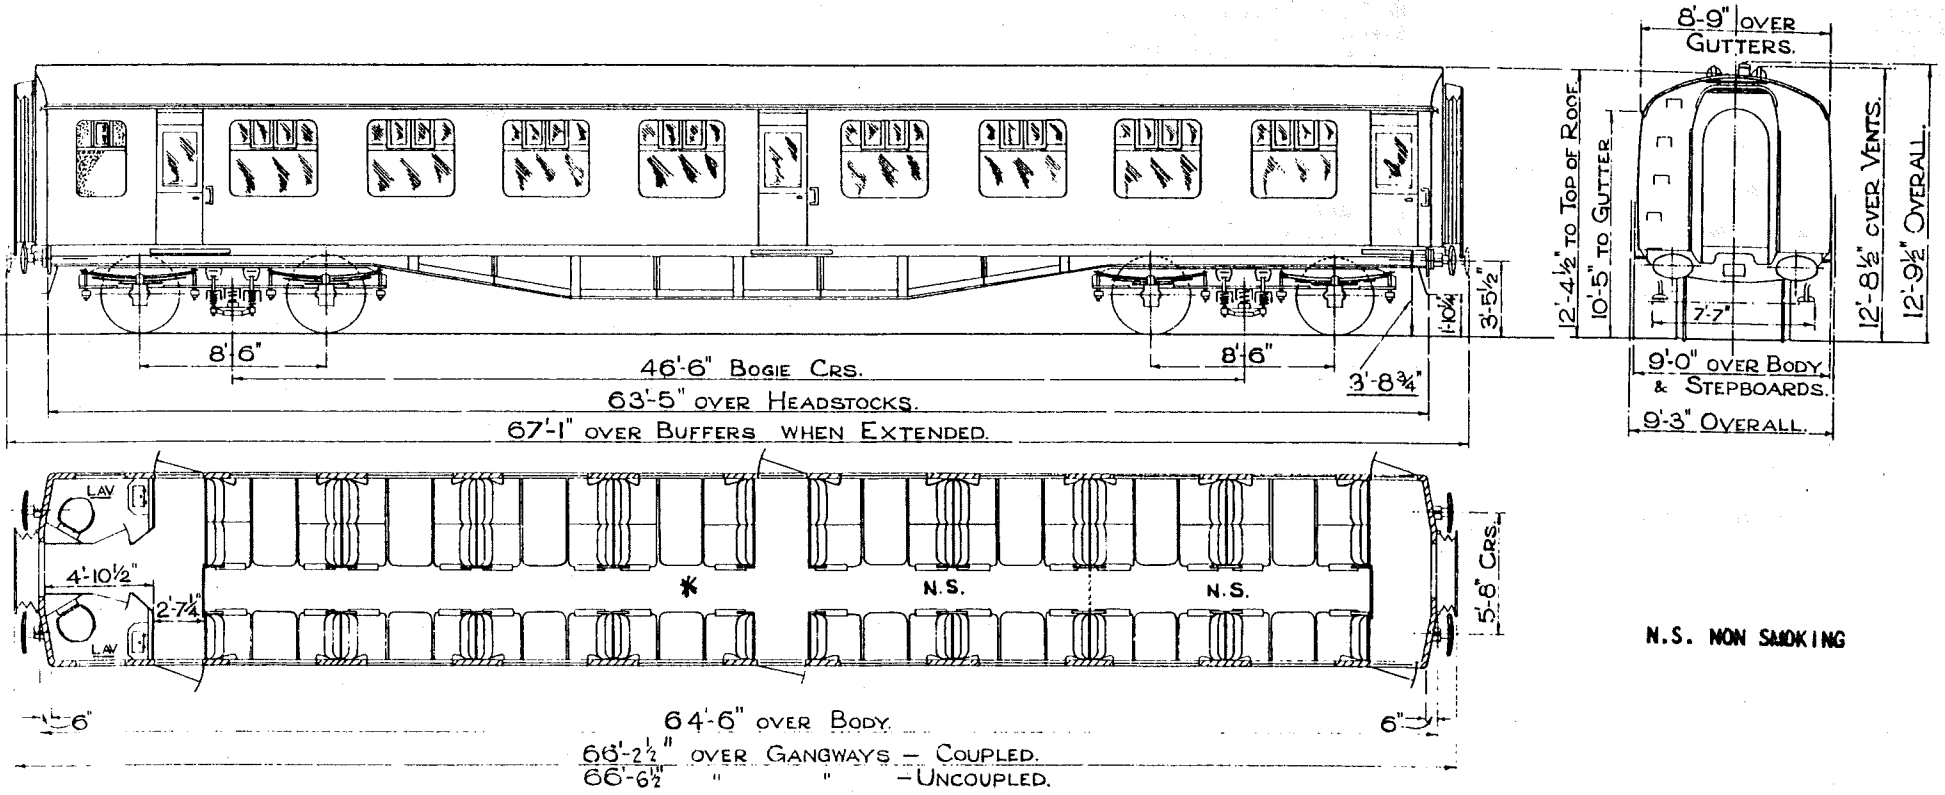 8'-9" OVER
GUTTERS.
12'-4½" TO TOP OF ROOF.
10'-5" TO GUTTER
12'-8½" OVER VENTS.
12'-9½" OVERALL.
7'-7"
1'-10¼"
3'-5½"
8'-6"
8'-6"
46'-6" BOGIE CRS.
3'-8¾"
9'-0" OVER BODY
& STEPBOARDS.
63'-5" OVER HEADSTOCKS.
9'-3" OVERALL.
67'-1" OVER BUFFERS WHEN EXTENDED.
LAV
4'-10½"
2'-7¼"
N.S.
N.S.
5'-8" CRS.
LAV
N.S. NON SMOKING
6"
64'-6" OVER BODY.
6"
66'-2½" OVER GANGWAYS – COUPLED.
66'-6½" " " – UNCOUPLED.